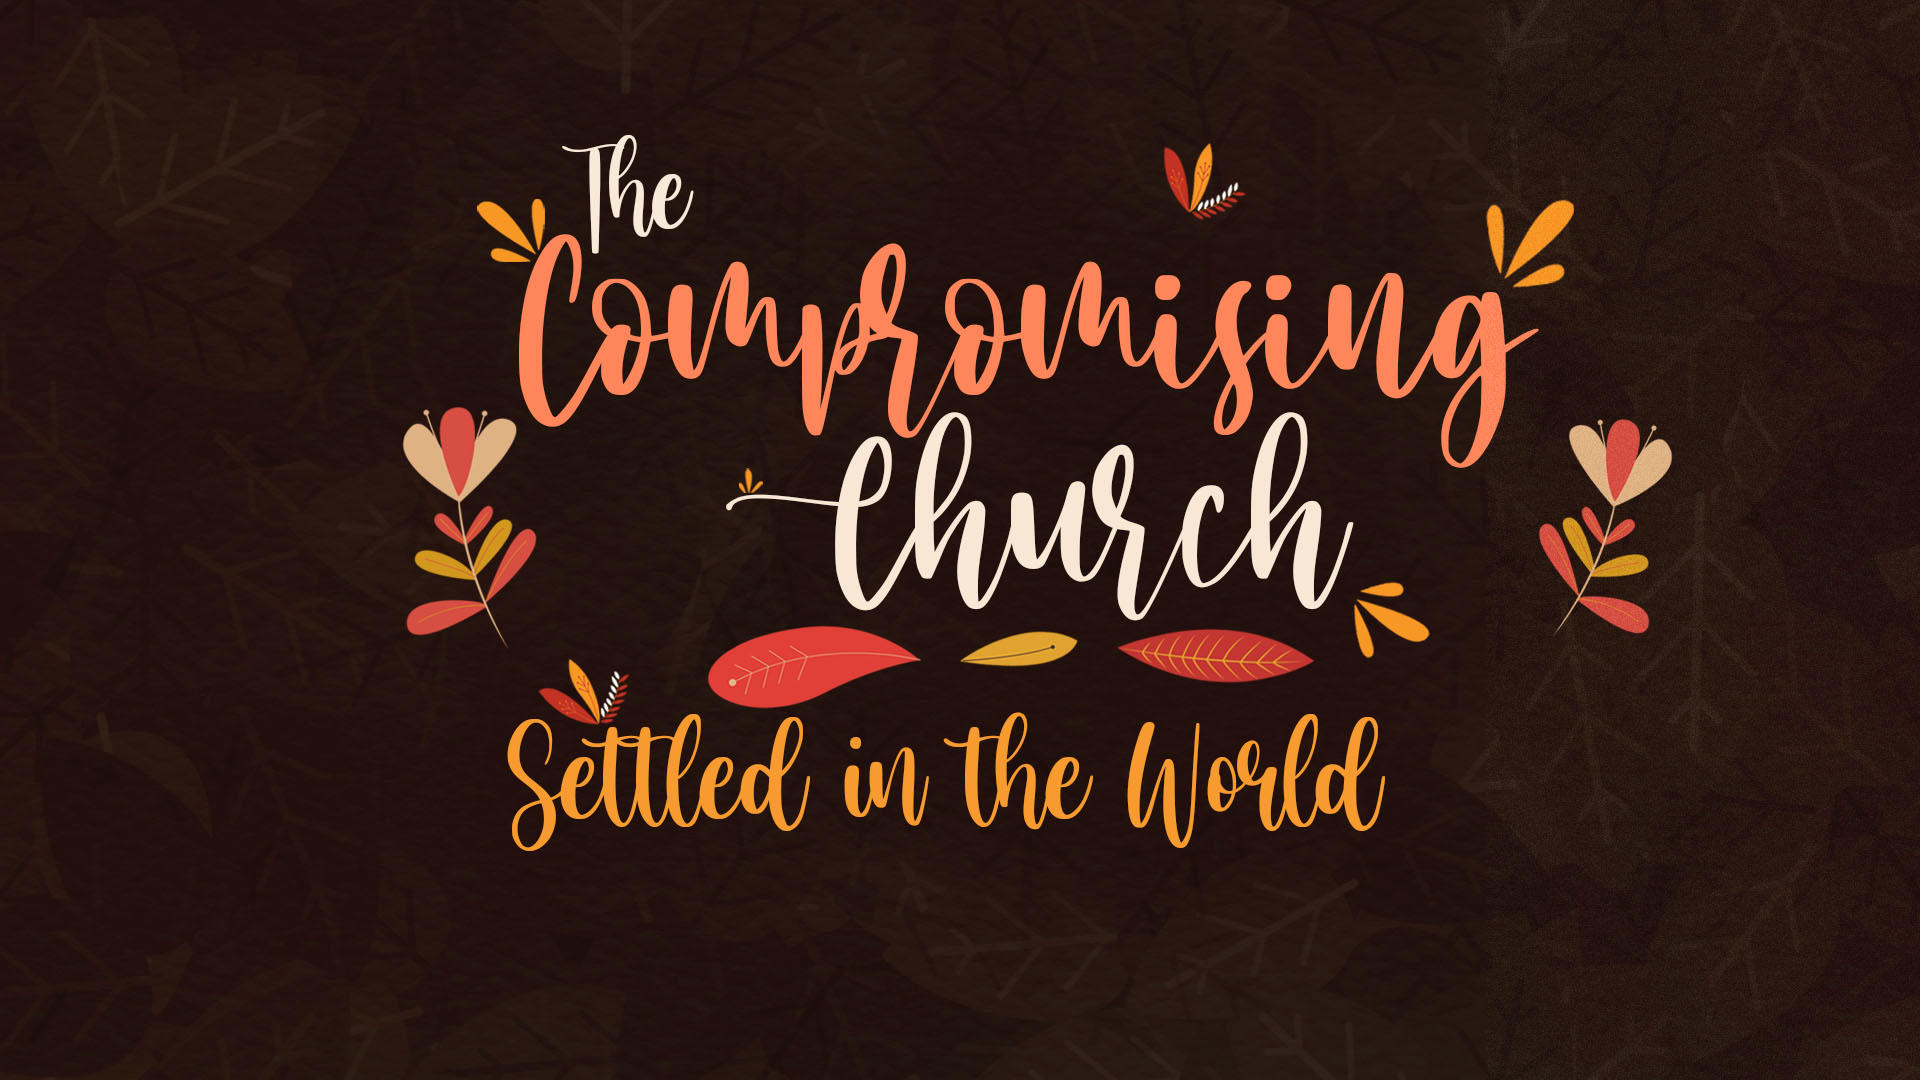 The
Compromising
Church
Settled in the World